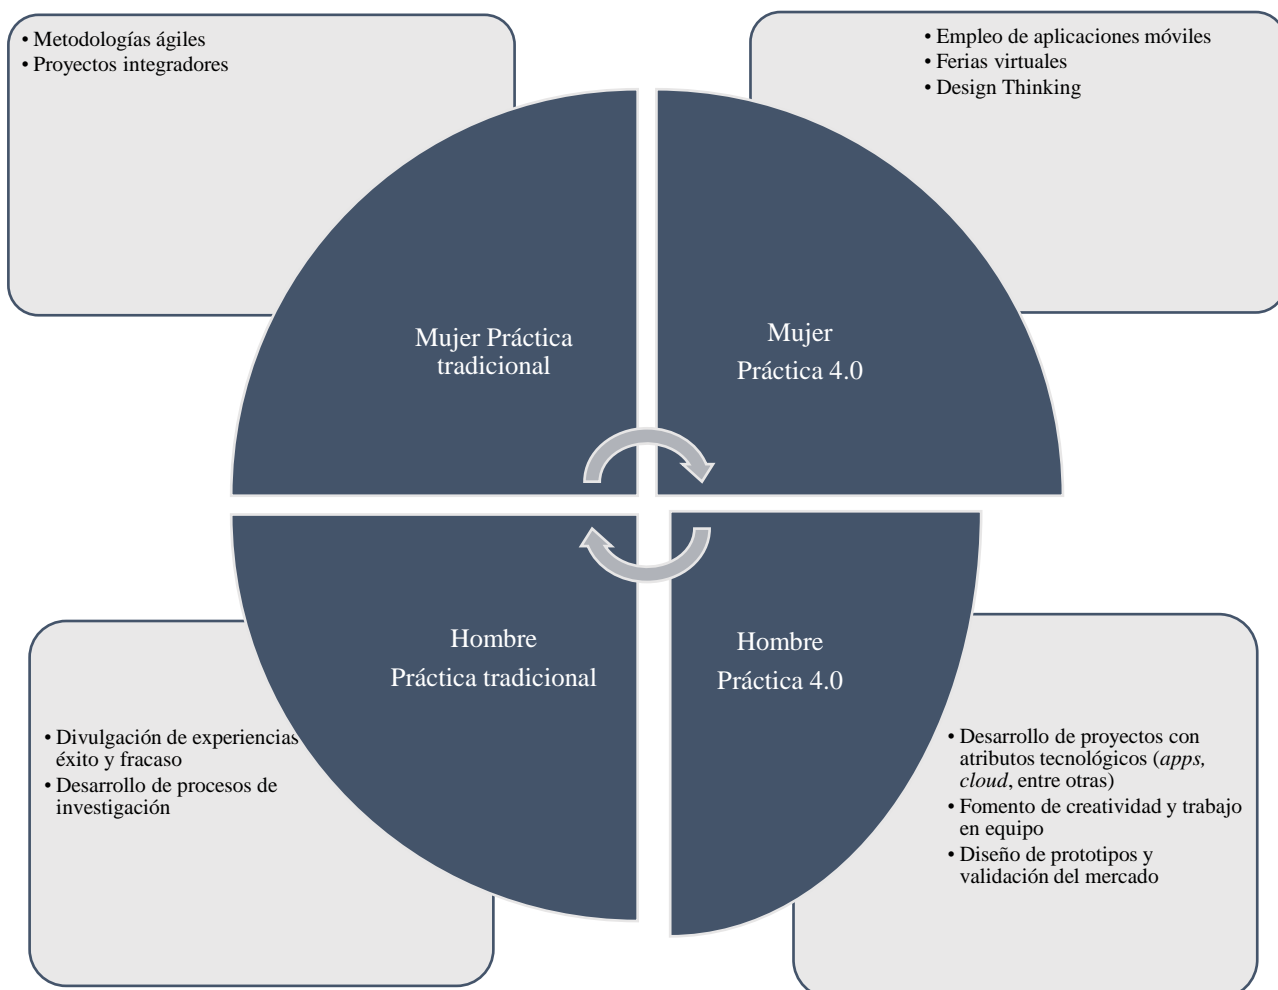 • Metodologías ágiles
• Proyectos integradores
• Empleo de aplicaciones móviles
• Ferias virtuales
• Design Thinking
Mujer Práctica
tradicional
Mujer
Práctica 4.0
Hombre
Práctica tradicional
Hombre
Práctica 4.0
• Divulgación de experiencias
éxito y fracaso
• Desarrollo de procesos de
investigación
• Desarrollo de proyectos con
atributos tecnológicos (apps,
cloud, entre otras)
• Fomento de creatividad y trabajo
en equipo
• Diseño de prototipos y
validación del mercado